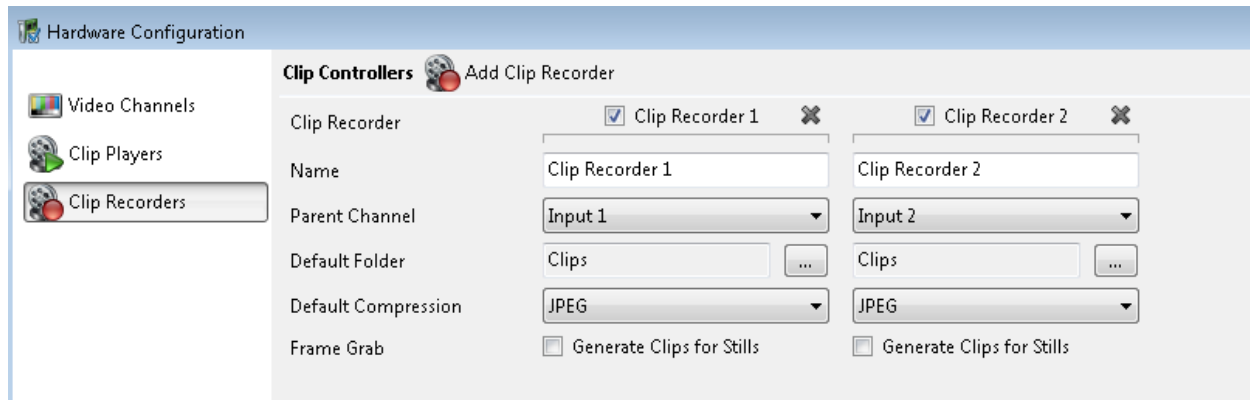 Hardware Configuration
Video Channels
Clip Players
Clip Recorders
Clip Controllers Add Clip Recorder
Clip Recorder Clip Recorder 1 Clip Recorder 2
Name Clip Recorder 1 Clip Recorder 2
Parent Channel Input 1 Input 2
Default Folder Clips ... Clips ...
Default Compression JPEG JPEG
Frame Grab Generate Clips for Stills Generate Clips for Stills